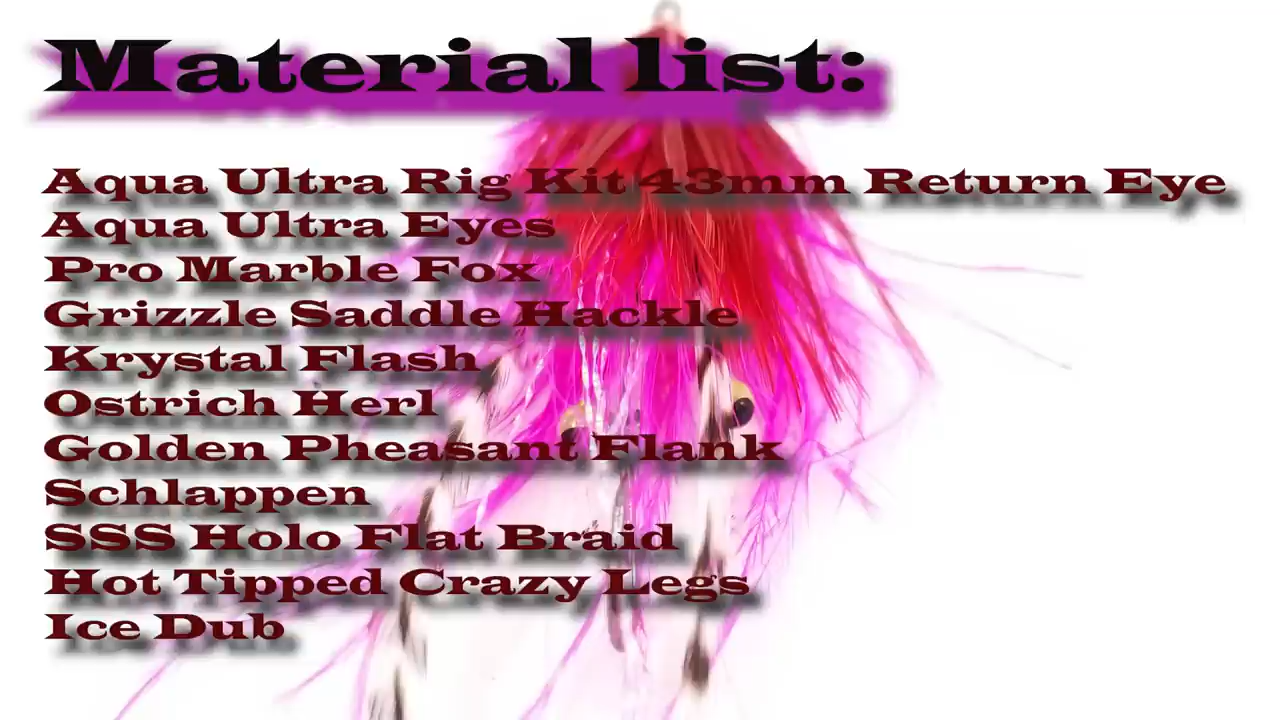 Material list:
Aqua Ultra Rig Kit 43mm Return Eye
Aqua Ultra Eyes
Pro Marble Fox
Grizzle Saddle Hackle
Krystal Flash
Ostrich Herl
Golden Pheasant Flank
Schlappen
SSS Holo Flat Braid
Hot Tipped Crazy Legs
Ice Dub